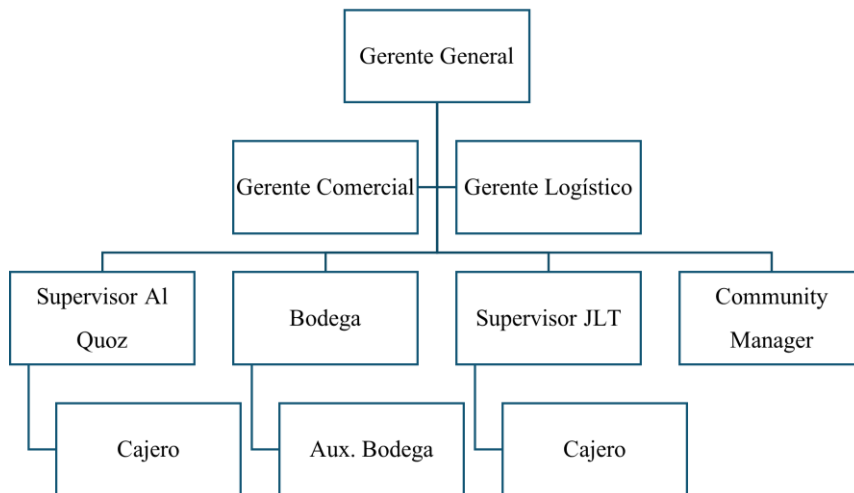 Gerente General
Gerente Comercial
Gerente Logístico
Supervisor Al
Quoz
Bodega
Supervisor JLT
Community
Manager
Cajero
Aux. Bodega
Cajero